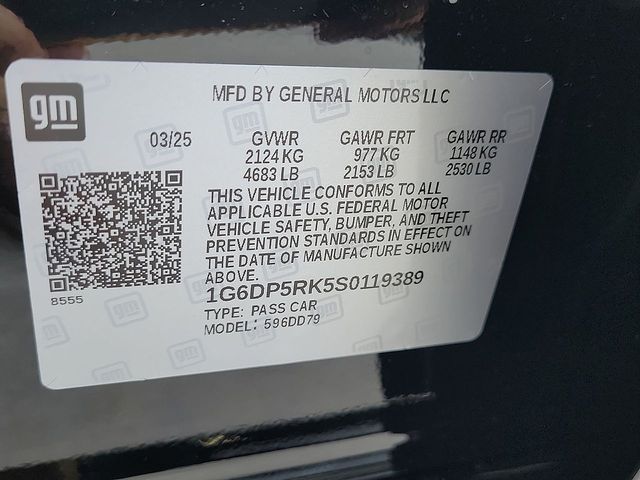 gm
MFD BY GENERAL MOTORS LLC
03/25 GVWR GAWR FRT GAWR RR
2124 KG 977 KG 1148 KG
4683 LB 2153 LB 2530 LB
THIS VEHICLE CONFORMS TO ALL
APPLICABLE U.S. FEDERAL MOTOR
VEHICLE SAFETY, BUMPER, AND THEFT
PREVENTION STANDARDS IN EFFECT ON
THE DATE OF MANUFACTURE SHOWN
ABOVE.
8555
1G6DP5RK5S0119389
TYPE: PASS CAR
MODEL: 596DD79